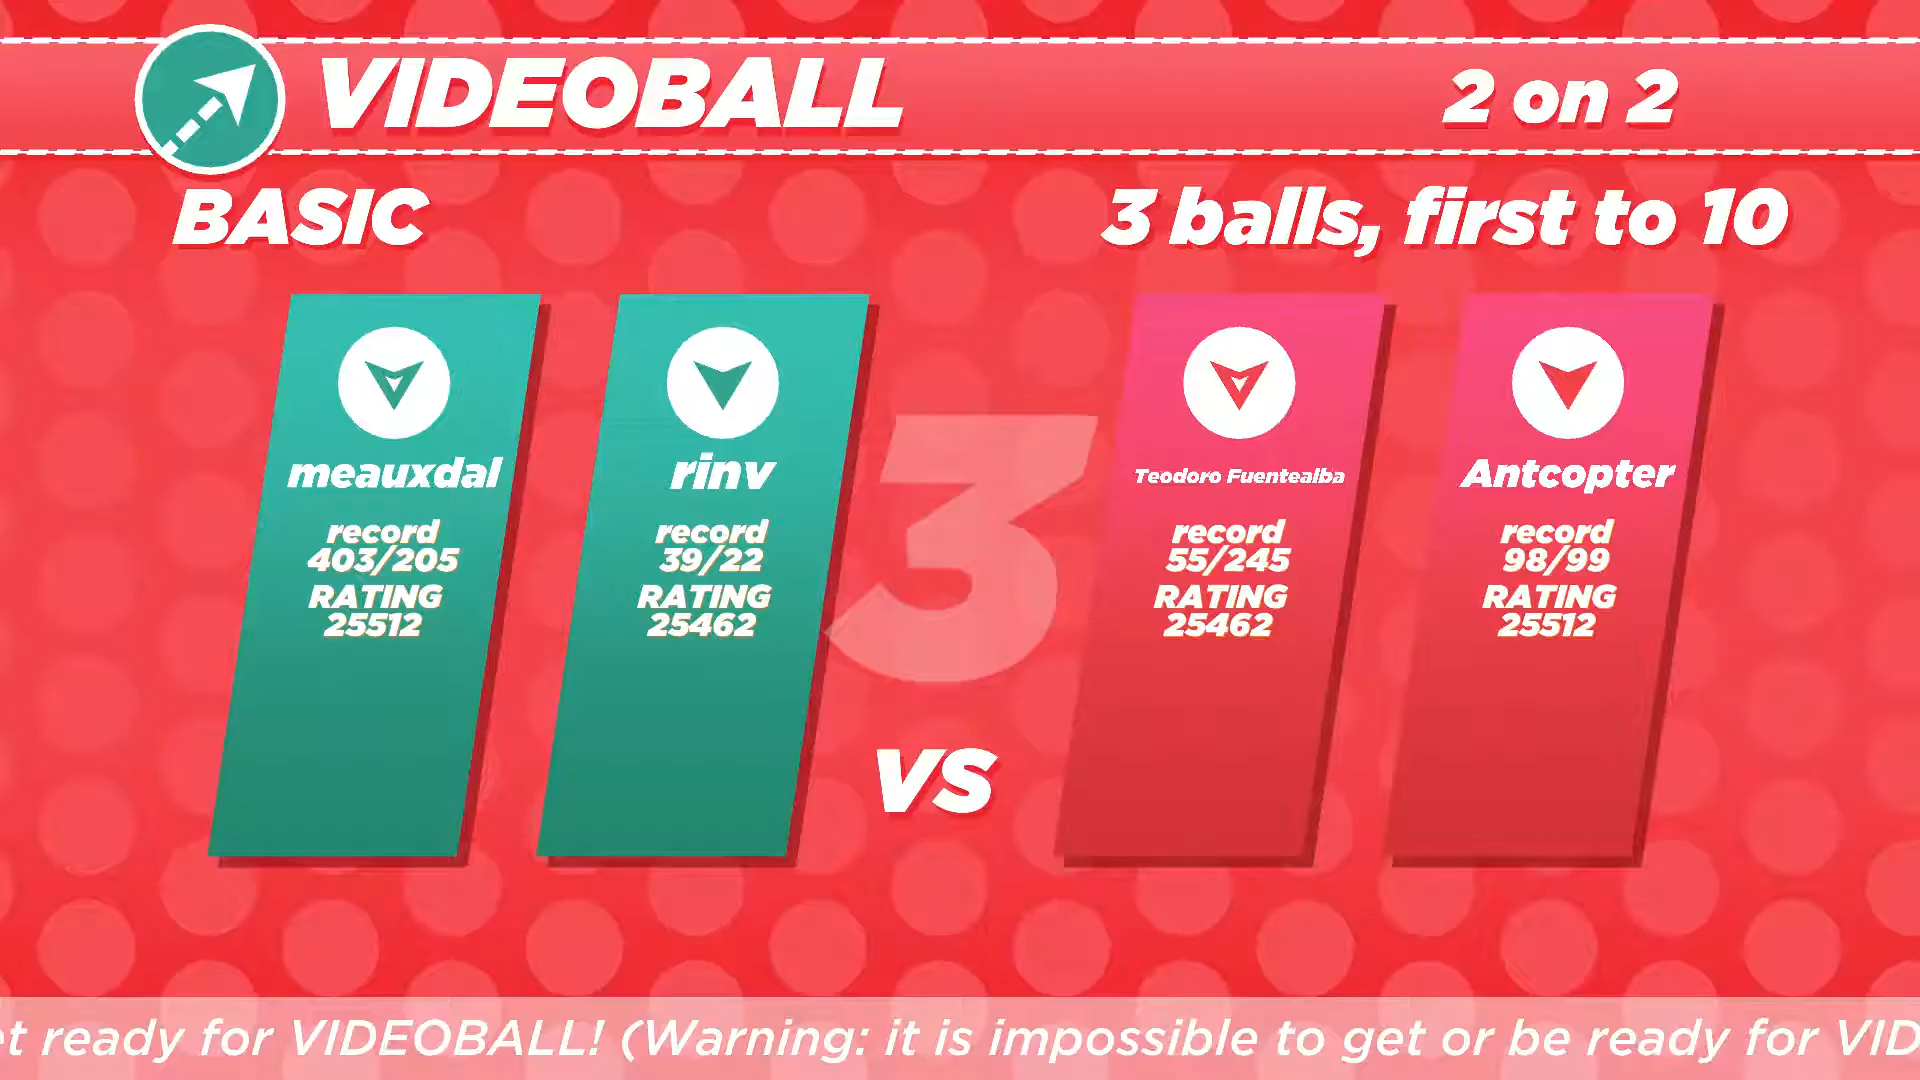 VIDEOBALL
2 on 2
BASIC
3 balls, first to 10
meauxdal
record
403/205
RATING
25512
rinv
record
39/22
RATING
25462
3
vs
Teodoro Fuentealba
record
55/245
RATING
25462
Antcopter
record
98/99
RATING
25512
et ready for VIDEOBALL! (Warning: it is impossible to get or be ready for VID